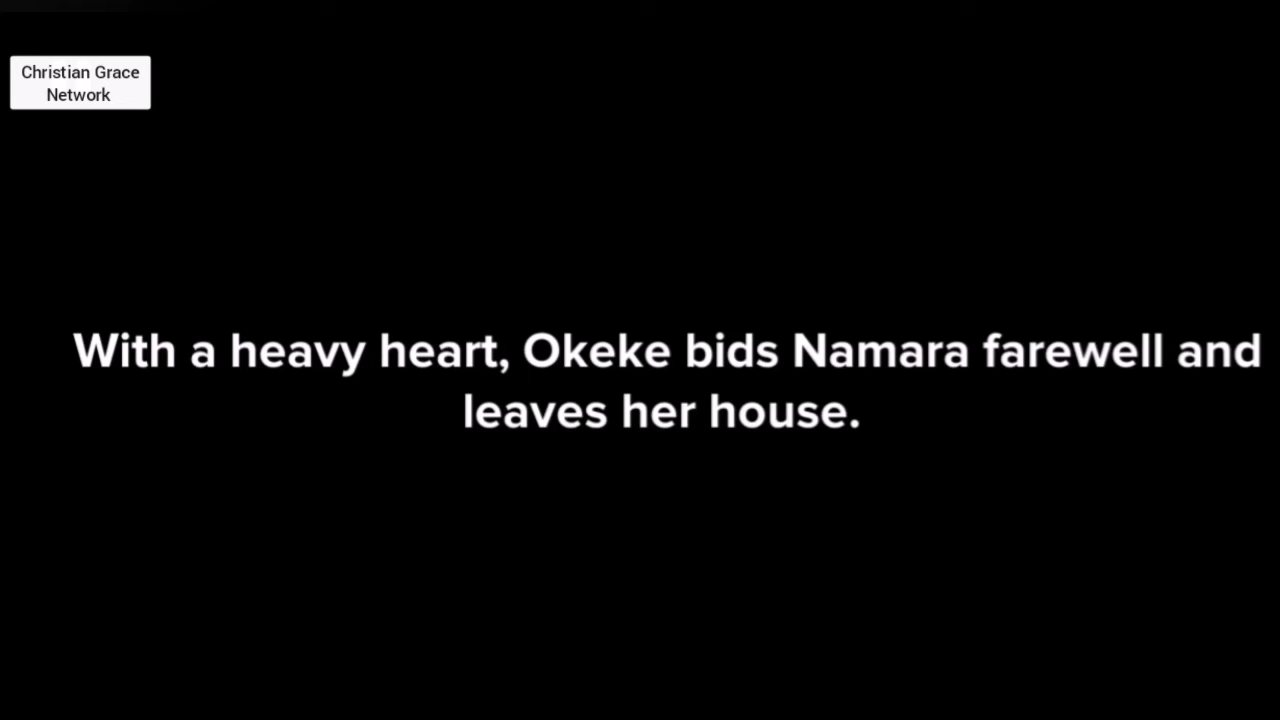 Christian Grace
Network
With a heavy heart, Okeke bids Namara farewell and
leaves her house.